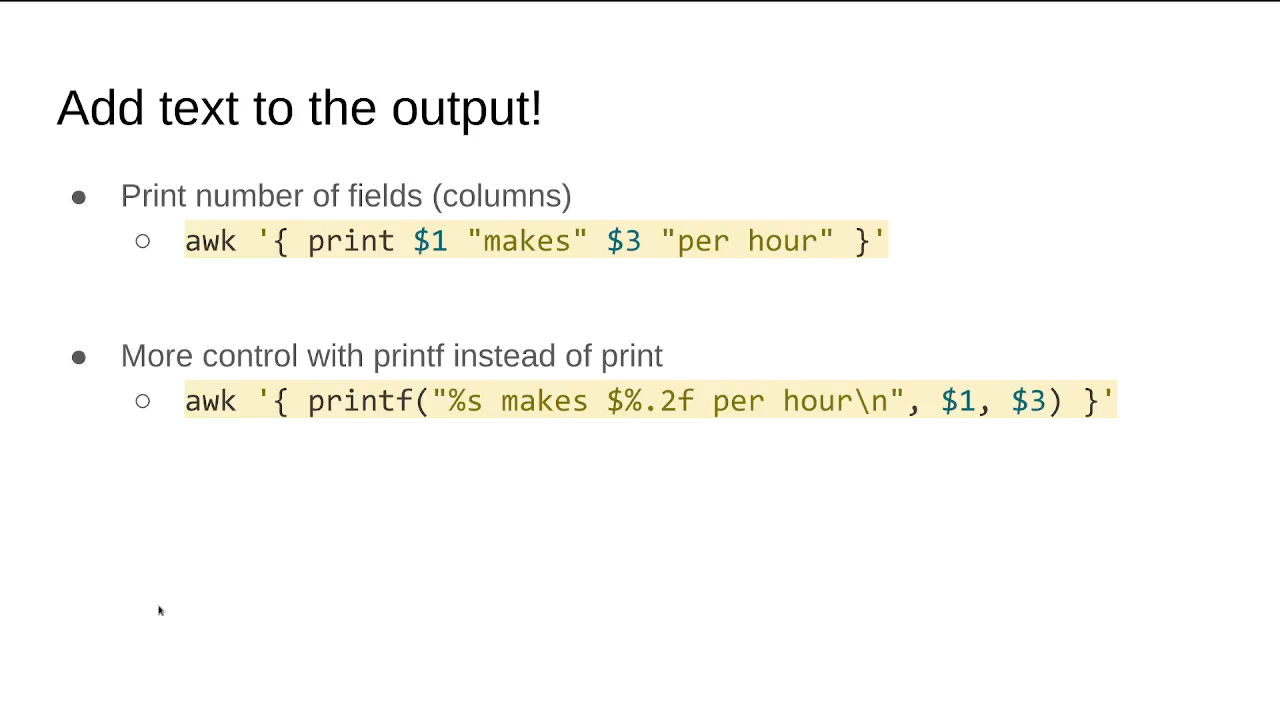 Add text to the output!
● Print number of fields (columns)
○ awk '{ print $1 "makes" $3 "per hour" }'
● More control with printf instead of print
○ awk '{ printf("%s makes $%.2f per hour\n", $1, $3) }'